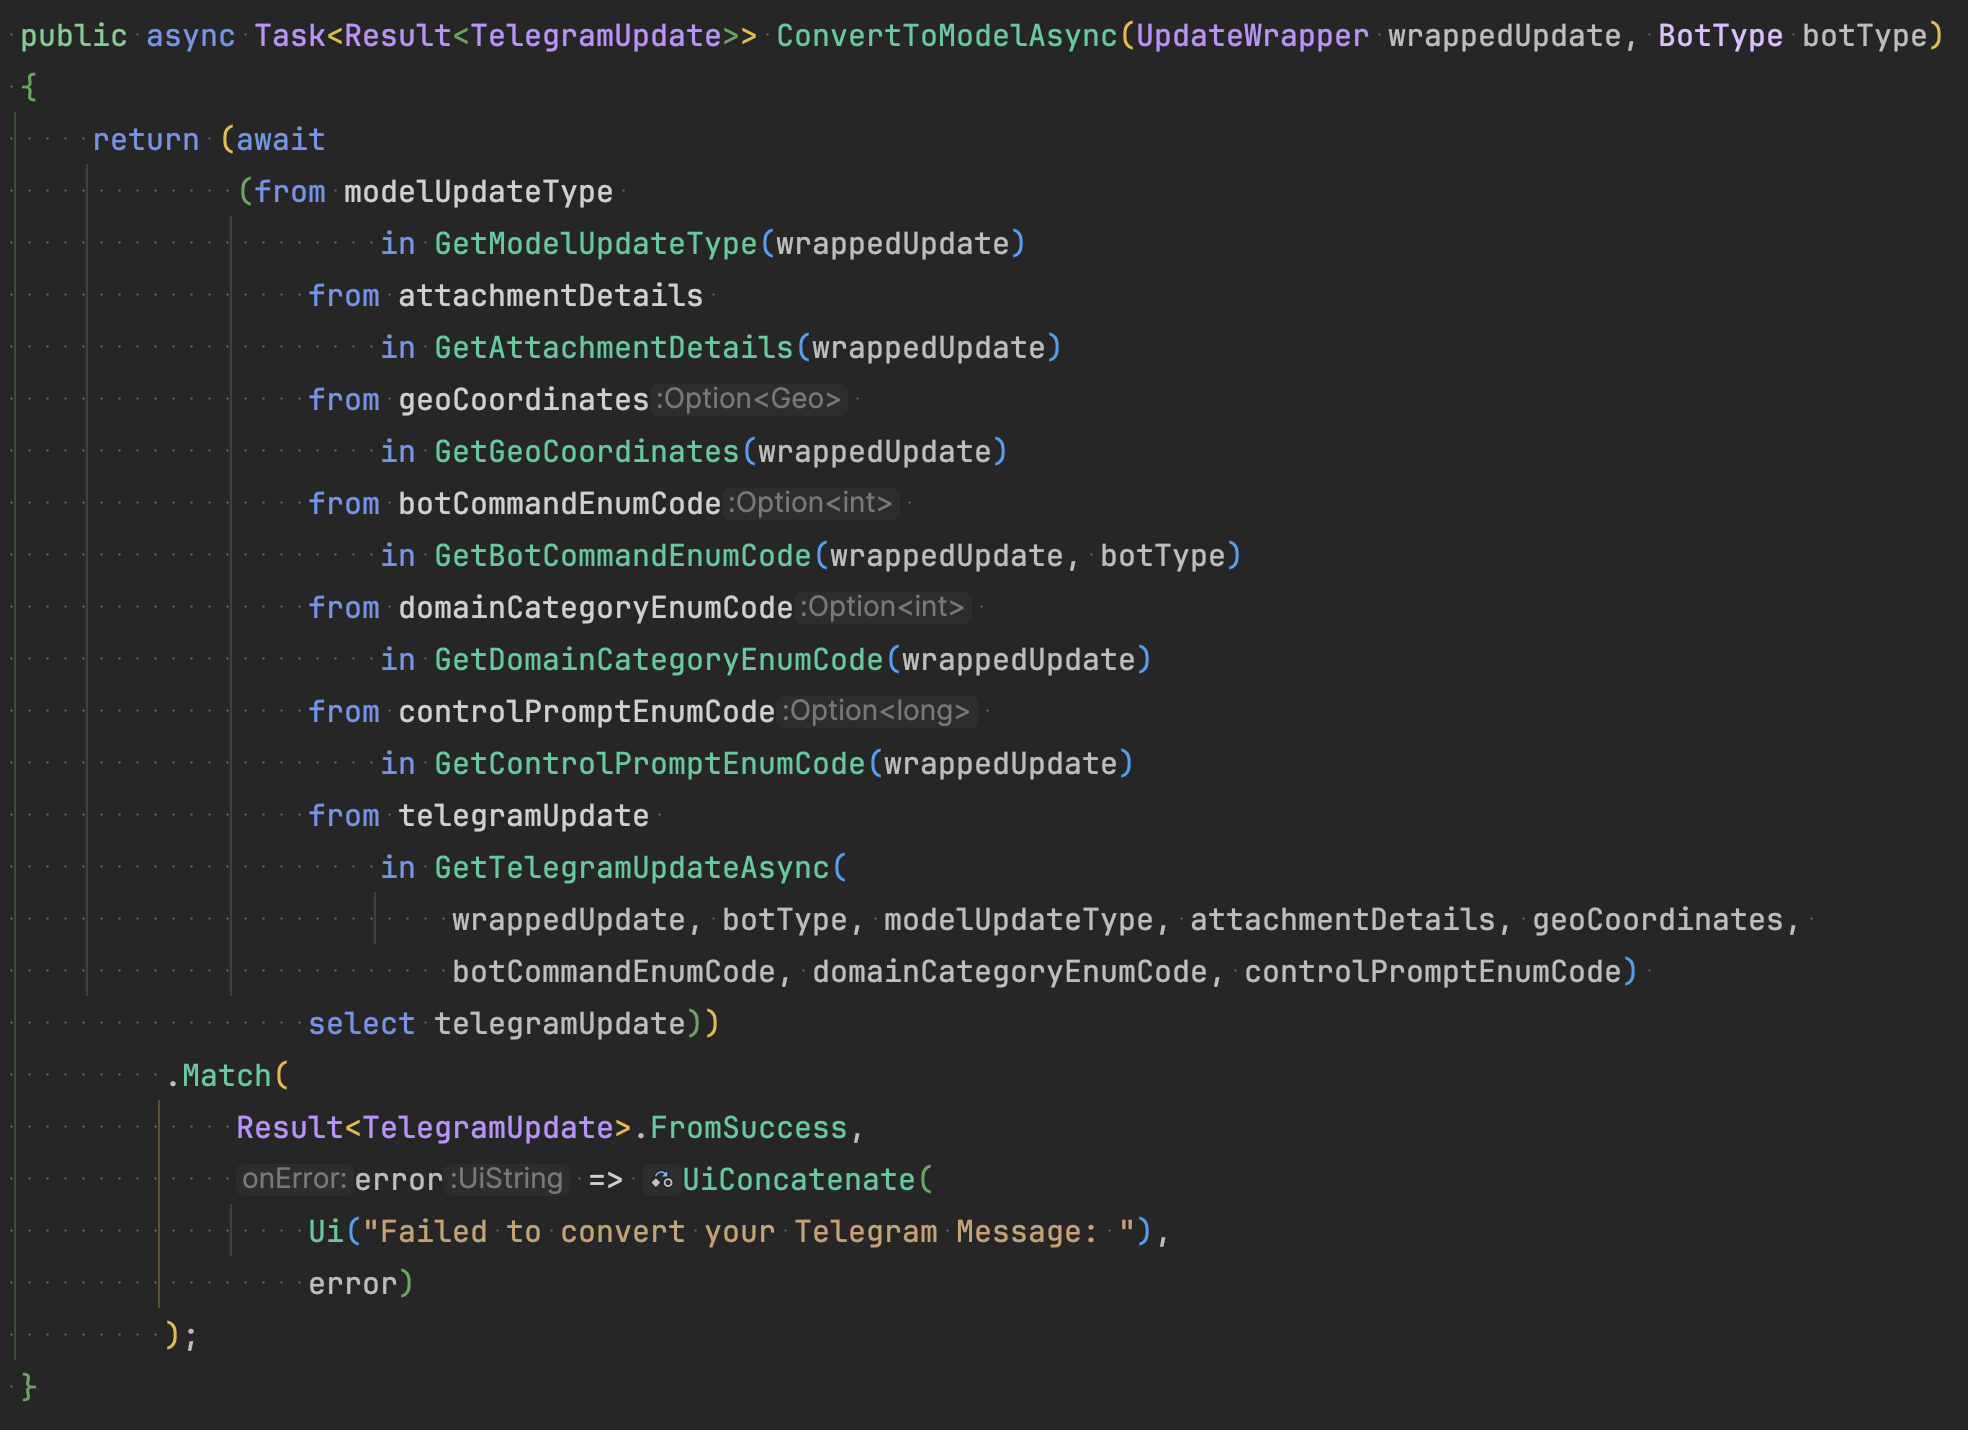 public async Task<Result<TelegramUpdate>> ConvertToModelAsync(UpdateWrapper wrappedUpdate, BotType botType)
{
return (await
(from modelUpdateType
in GetModelUpdateType(wrappedUpdate)
from attachmentDetails
in GetAttachmentDetails(wrappedUpdate)
from geoCoordinates :Option<Geo>
in GetGeoCoordinates(wrappedUpdate)
from botCommandEnumCode :Option<int>
in GetBotCommandEnumCode(wrappedUpdate, botType)
from domainCategoryEnumCode :Option<int>
in GetDomainCategoryEnumCode(wrappedUpdate)
from controlPromptEnumCode :Option<long>
in GetControlPromptEnumCode(wrappedUpdate)
from telegramUpdate
in GetTelegramUpdateAsync(
wrappedUpdate, botType, modelUpdateType, attachmentDetails, geoCoordinates,
botCommandEnumCode, domainCategoryEnumCode, controlPromptEnumCode)
select telegramUpdate))
.Match(
Result<TelegramUpdate>.FromSuccess,
onError: error :UiString => UiConcatenate(
Ui("Failed to convert your Telegram Message: "),
error)
);
}